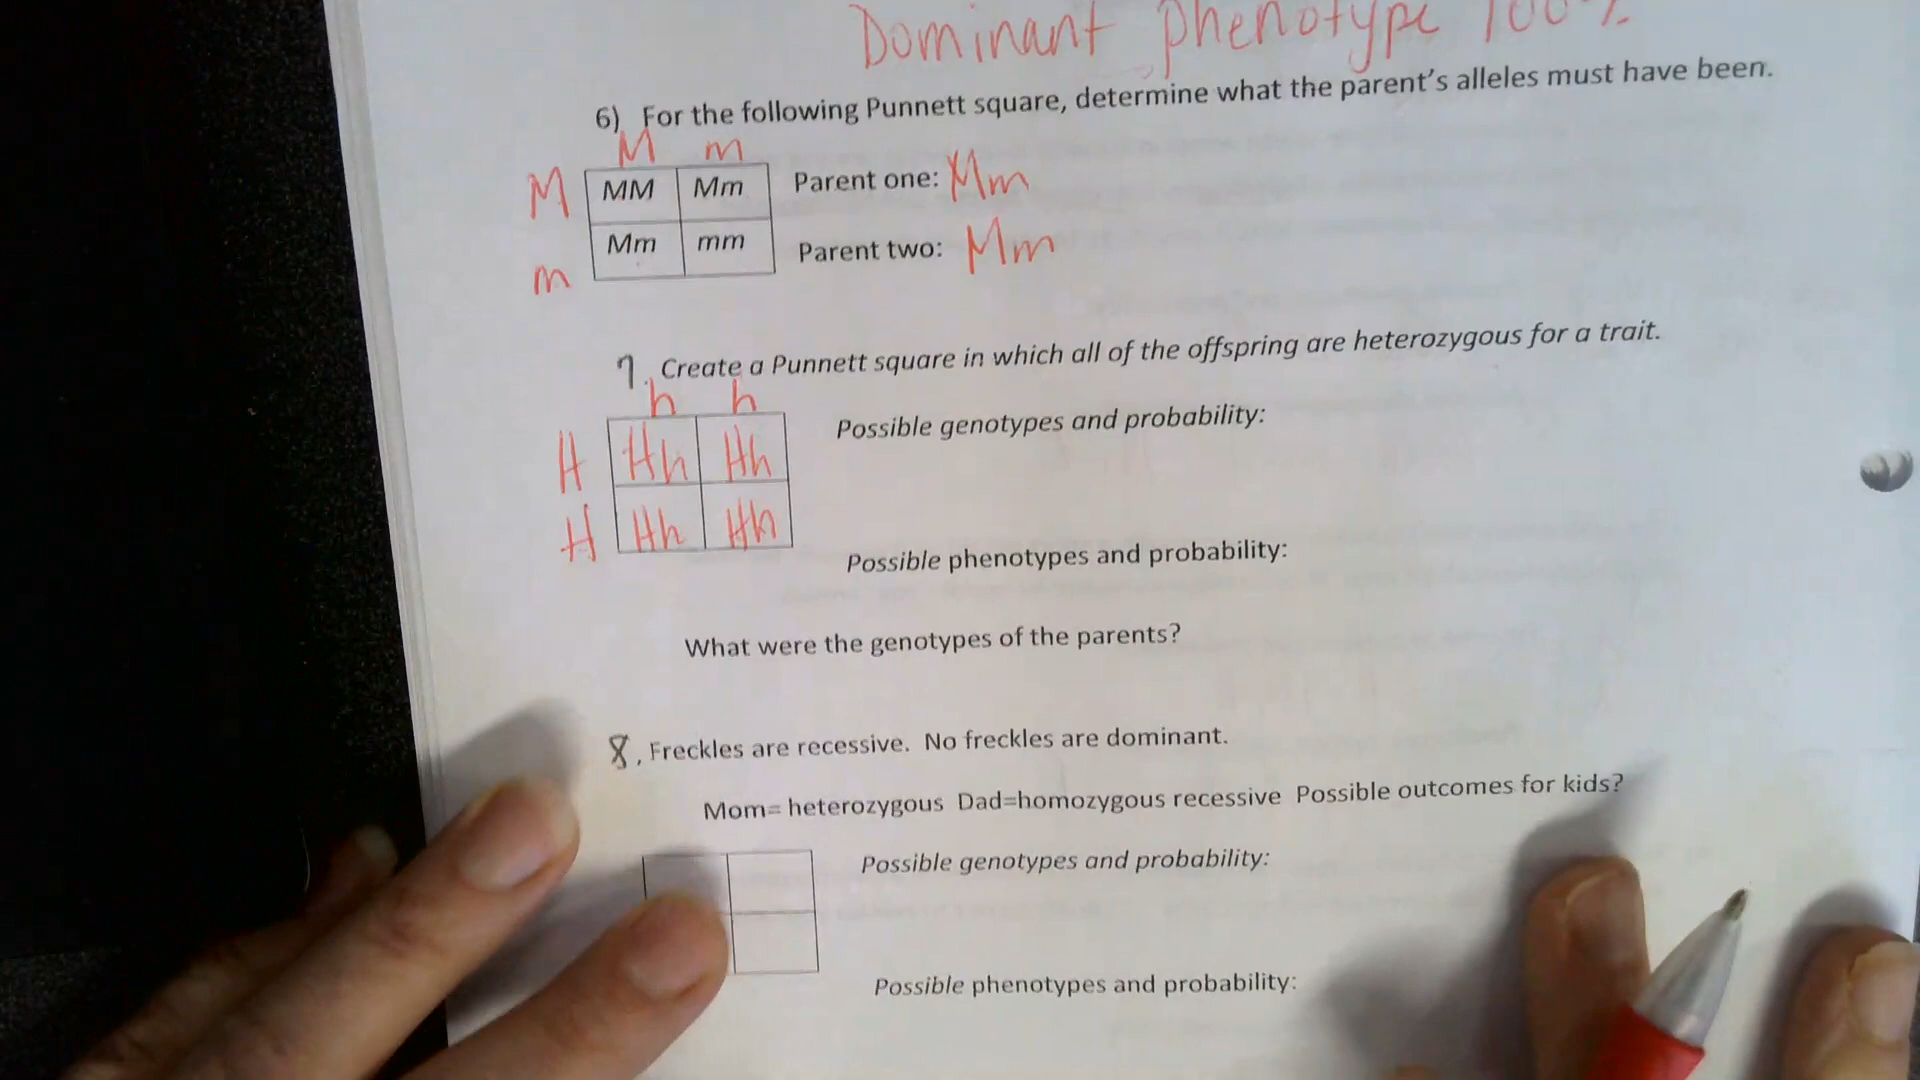 Dominant phenotype 100%
6) For the following Punnett square, determine what the parent's alleles must have been.
M m
M MM Mm Parent one: Mm
m Mm mm Parent two: Mm
7. Create a Punnett square in which all of the offspring are heterozygous for a trait.
h h
H Hh Hh Possible genotypes and probability:
H Hh Hh
Possible phenotypes and probability:
What were the genotypes of the parents?
8. Freckles are recessive. No freckles are dominant.
Mom= heterozygous Dad=homozygous recessive Possible outcomes for kids?
Possible genotypes and probability:
Possible phenotypes and probability: